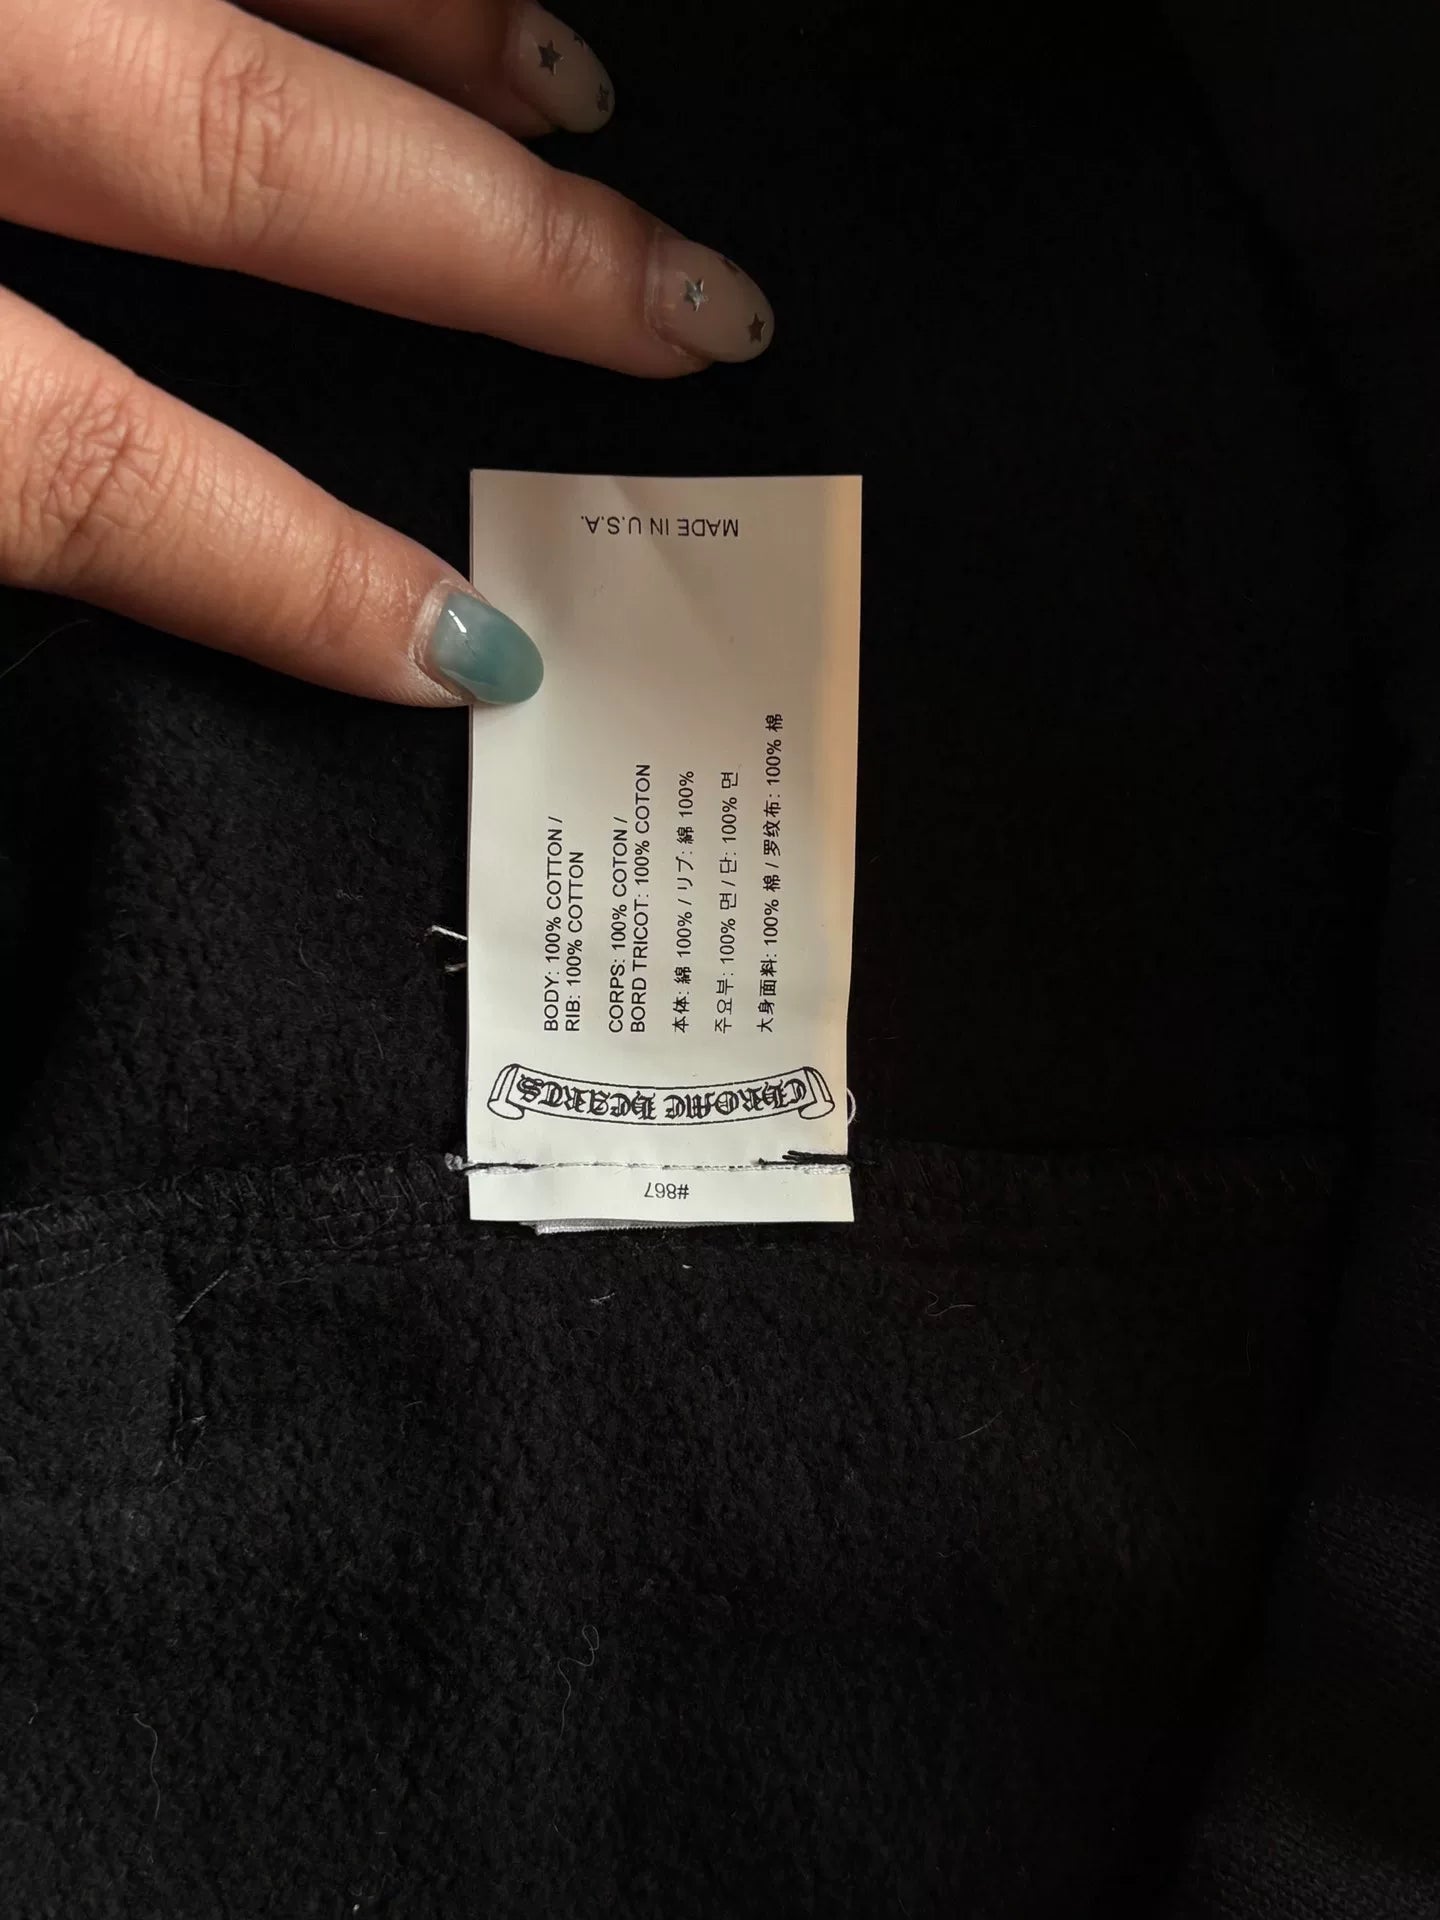 #867
CHROME HEARTS
BODY: 100% COTTON /
RIB: 100% COTTON
CORPS: 100% COTON /
BORD TRICOT: 100% COTON
本体: 綿 100% / リブ: 綿 100%
주요부: 100% 면 / 단: 100% 면
大身面料: 100% 棉 / 罗纹布: 100% 棉
MADE IN U.S.A.